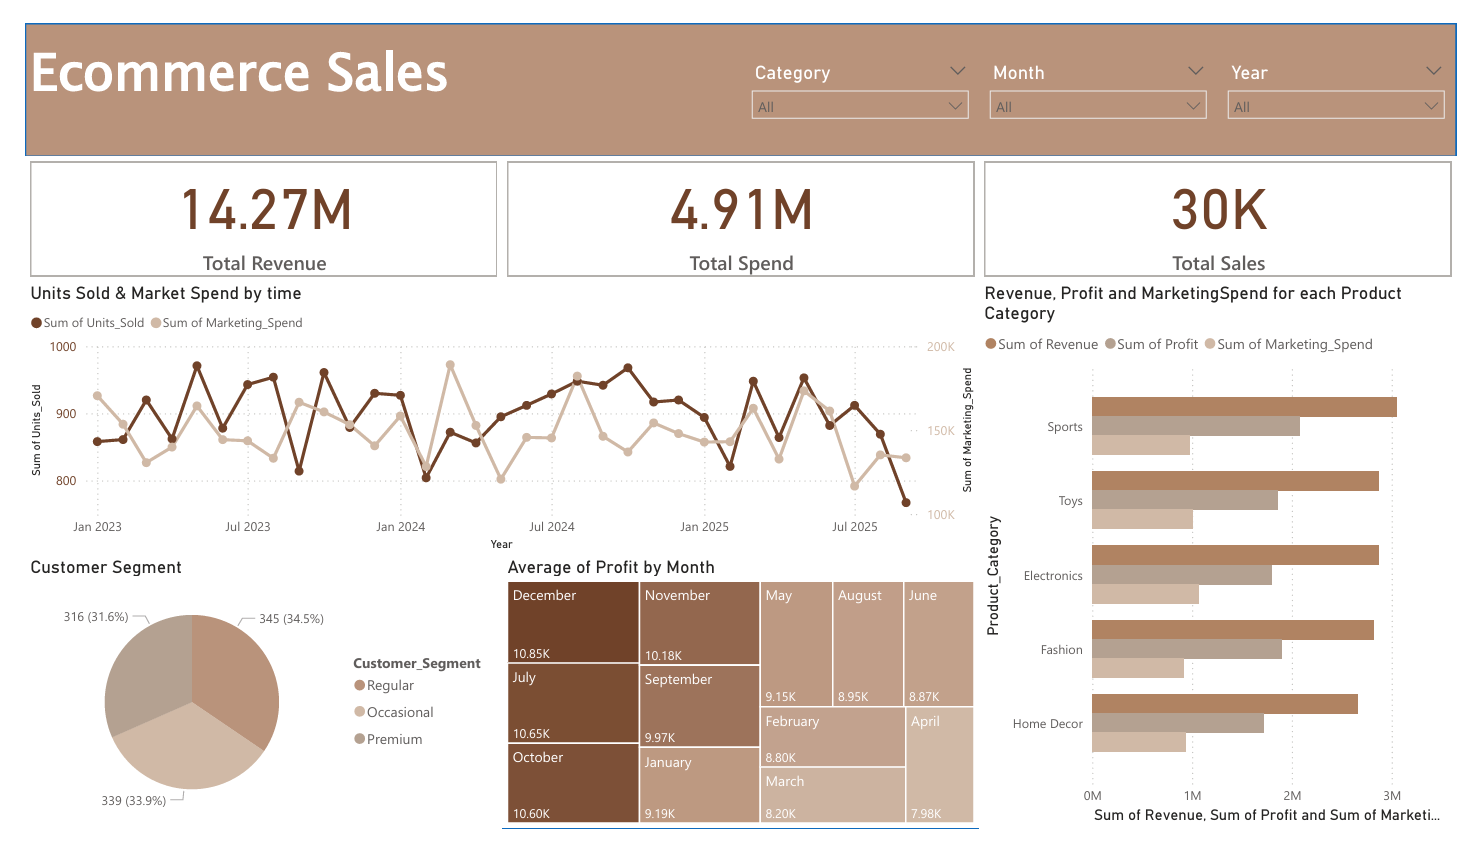 Ecommerce Sales
Category
All
Month
All
Year
All
14.27M
Total Revenue
4.91M
Total Spend
30K
Total Sales
Units Sold & Market Spend by time
Sum of Units_Sold
Sum of Marketing_Spend
1000
900
800
Sum of Units_Sold
200K
150K
100K
Sum of Marketing_Spend
Jan 2023
Jul 2023
Jan 2024
Jul 2024
Jan 2025
Jul 2025
Year
Revenue, Profit and MarketingSpend for each Product
Category
Sum of Revenue
Sum of Profit
Sum of Marketing_Spend
Product_Category
Sports
Toys
Electronics
Fashion
Home Decor
0M
1M
2M
3M
Sum of Revenue, Sum of Profit and Sum of Marketi...
Customer Segment
316 (31.6%)
345 (34.5%)
339 (33.9%)
Customer_Segment
Regular
Occasional
Premium
Average of Profit by Month
December
10.85K
July
10.65K
October
10.60K
November
10.18K
September
9.97K
January
9.19K
May
9.15K
August
8.95K
June
8.87K
February
8.80K
March
8.20K
April
7.98K